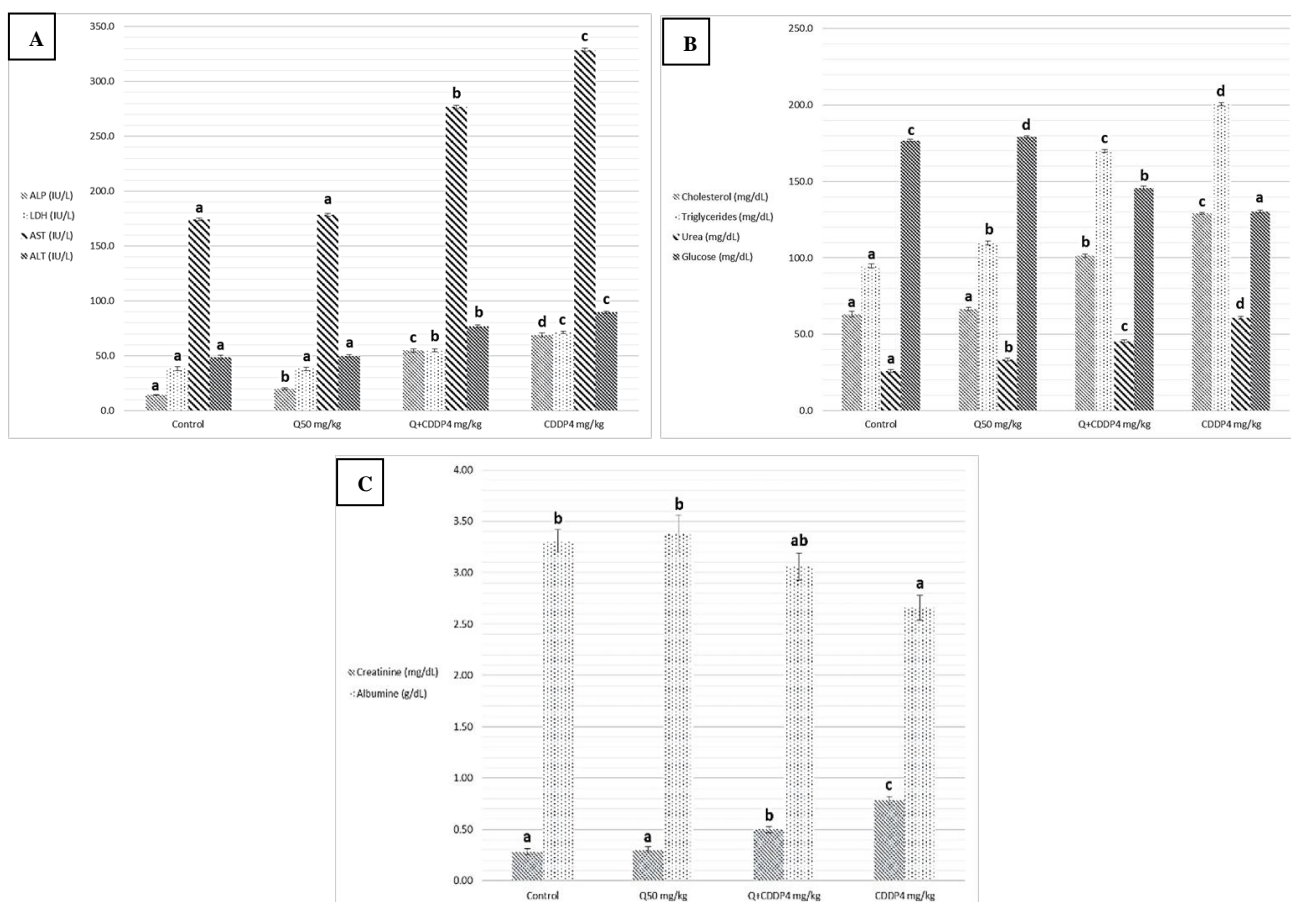 A
350.0
300.0
250.0
200.0
150.0
100.0
50.0
0.0
ALP (IU/L)
LDH (IU/L)
AST (IU/L)
ALT (IU/L)
a a a a
b a a a
c b b c
d c c c
Control Q50 mg/kg Q+CDDP4 mg/kg CDDP4 mg/kg
B
250.0
200.0
150.0
100.0
50.0
0.0
Cholesterol (mg/dL)
Triglycerides (mg/dL)
Urea (mg/dL)
Glucose (mg/dL)
a a a c
a b b d
b c c b
c d d a
Control Q50 mg/kg Q+CDDP4 mg/kg CDDP4 mg/kg
C
4.00
3.50
3.00
2.50
2.00
1.50
1.00
0.50
0.00
Creatinine (mg/dL)
Albumine (g/dL)
a b
a b
b ab
c a
Control Q50 mg/kg Q+CDDP4 mg/kg CDDP4 mg/kg